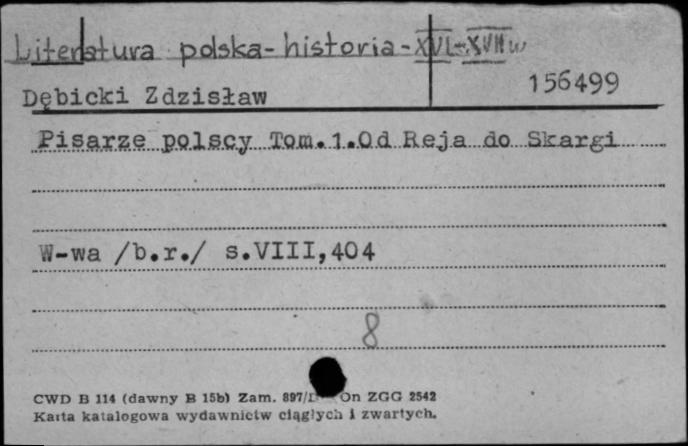 Literatura polska - historia - XVI - XVII w
156499
Dębicki Zdzisław
Pisarze polscy Tom.1.Od Reja do Skargi
W-wa /b.r./ s.VIII,404
8
CWD B 114 (dawny B 15b) Zam. 897/ On ZGG 2542
Karta katalogowa wydawnictw ciągłych i zwartych.